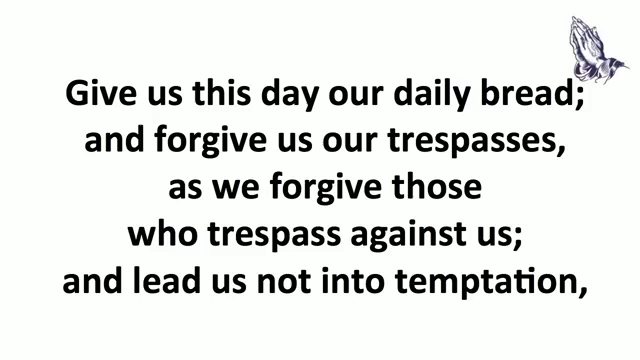 Give us this day our daily bread;
and forgive us our trespasses,
as we forgive those
who trespass against us;
and lead us not into temptation,